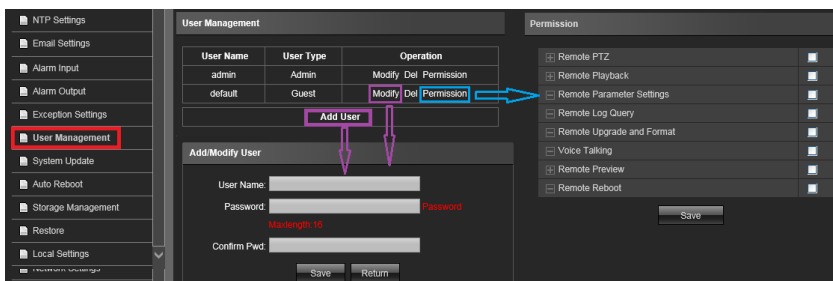 NTP Settings
Email Settings
Alarm Input
Alarm Output
Exception Settings
User Management
System Update
Auto Reboot
Storage Management
Restore
Local Settings
Network Settings
User Management
User Name User Type Operation
admin Admin Modify Del Permission
default Guest Modify Del Permission
Add User
Add/Modify User
User Name:
Password: Password
Maxlength:16
Confirm Pwd:
Save Return
Permission
Remote PTZ
Remote Playback
Remote Parameter Settings
Remote Log Query
Remote Upgrade and Format
Voice Talking
Remote Preview
Remote Reboot
Save